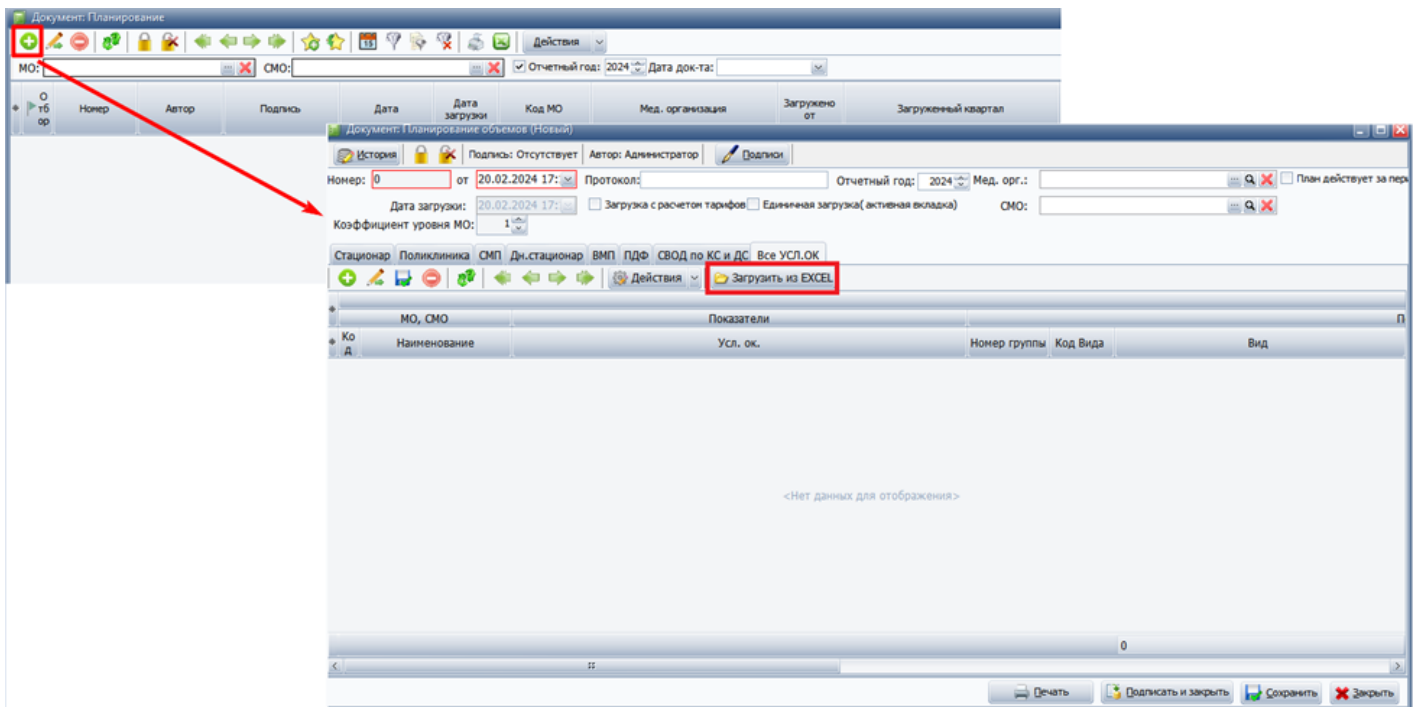 Документ: Планирование
Действия
МО: СМО: Отчетный год: 2024 Дата док-та:
Отбор Номер Автор Подпись Дата Дата загрузки Код МО Мед. организация Загружено от Загруженный квартал
Документ: Планирование объемов (Новый)
История Подпись: Отсутствует Автор: Администратор Подписи
Номер: 0 от 20.02.2024 17: Протокол: Отчетный год: 2024 Мед. орг.: План действует за пер
Дата загрузки: 20.02.2024 17: Загрузка с расчетом тарифов Единичная загрузка( активная вкладка) СМО:
Коэффициент уровня МО: 1
Стационар Поликлиника СМП Дн.стационар ВМП ПДФ СВОД по КС и ДС Все УСЛ.ОК
Действия Загрузить из EXCEL
МО, СМО Показатели П
Код Наименование Усл. ок. Номер группы Код Вида Вид
<Нет данных для отображения>
0
Печать Подписать и закрыть Сохранить Закрыть